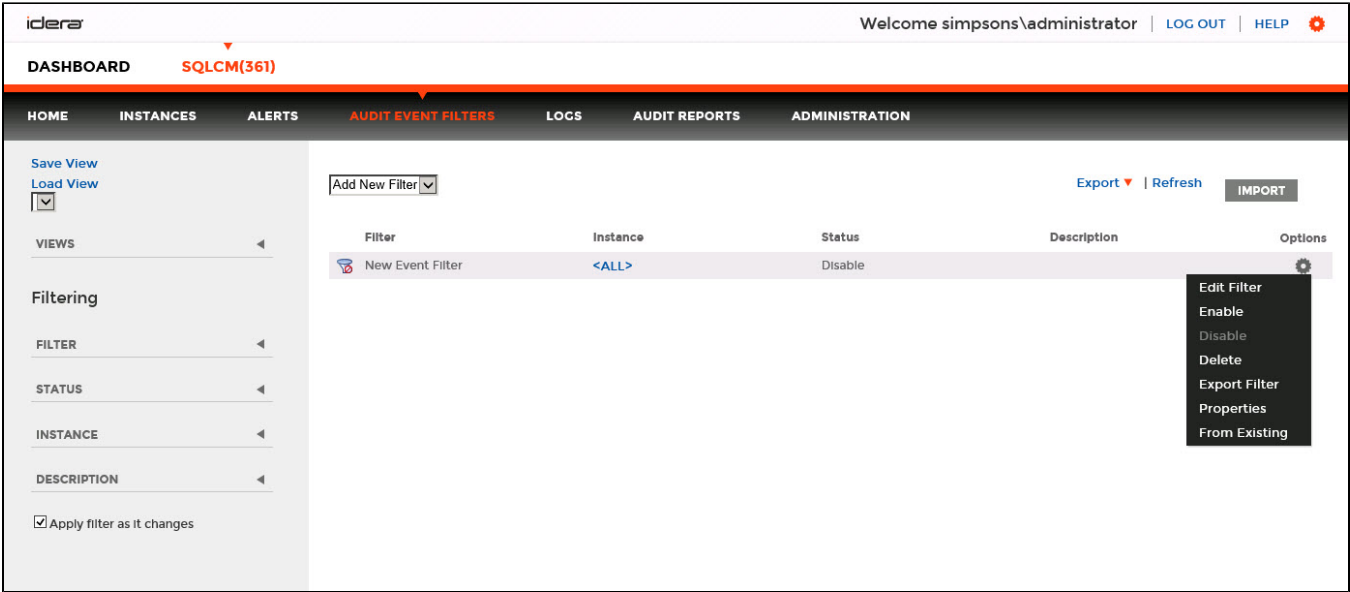 idera
Welcome simpsons\administrator | LOG OUT | HELP
DASHBOARD SQLCM(361)
HOME INSTANCES ALERTS AUDIT EVENT FILTERS LOGS AUDIT REPORTS ADMINISTRATION
Save View
Load View
VIEWS
Filtering
FILTER
STATUS
INSTANCE
DESCRIPTION
Apply filter as it changes
Add New Filter
Export | Refresh IMPORT
Filter Instance Status Description Options
New Event Filter <ALL> Disable
Edit Filter
Enable
Disable
Delete
Export Filter
Properties
From Existing